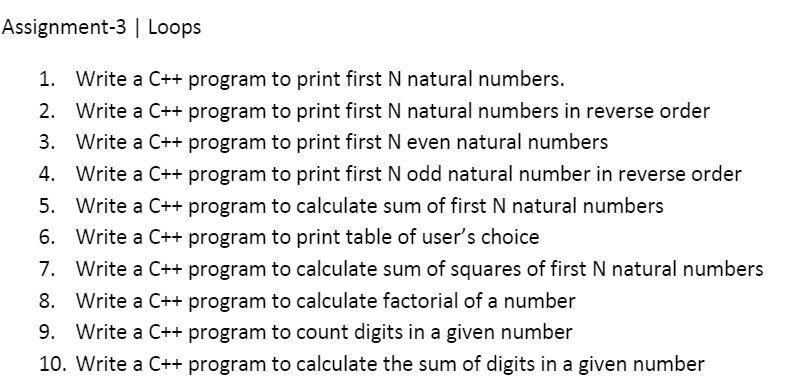 Assignment-3 | Loops
1. Write a C++ program to print first N natural numbers.
2. Write a C++ program to print first N natural numbers in reverse order
3. Write a C++ program to print first N even natural numbers
4. Write a C++ program to print first N odd natural number in reverse order
5. Write a C++ program to calculate sum of first N natural numbers
6. Write a C++ program to print table of user’s choice
7. Write a C++ program to calculate sum of squares of first N natural numbers
8. Write a C++ program to calculate factorial of a number
9. Write a C++ program to count digits in a given number
10. Write a C++ program to calculate the sum of digits in a given number